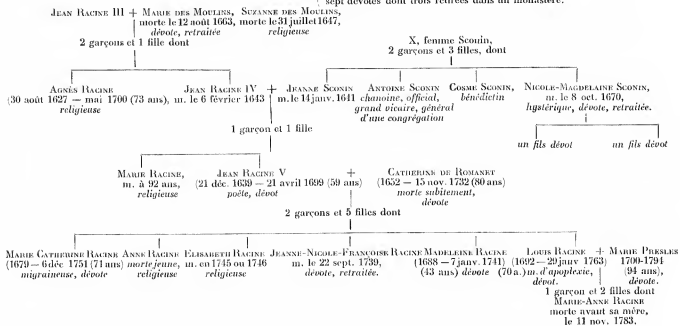 sept dévotes dont trois retirées dans un monastère.
JEAN RACINE III + MARIE DES MOULINS, SUZANNE DES MOULINS,
morte le 12 août 1663, morte le 31 juillet 1647,
dévote, retraitée religieuse
2 garçons et 1 fille dont
X, femme Sconin,
2 garçons et 3 filles, dont
AGNÈS RACINE JEAN RACINE IV + JEANNE SCONIN ANTOINE SCONIN COSME SCONIN, NICOLE-MAGDELAINE SCONIN,
(30 août 1627 — mai 1700 (73 ans), m. le 6 février 1643 m. le 14 janv. 1641 chanoine, official, bénédictin m. le 8 oct. 1670,
religieuse grand vicaire, général hystérique, dévote, retraitée.
d'une congrégation
1 garçon et 1 fille
un fils dévot un fils dévot
MARIE RACINE, JEAN RACINE V + CATHERINE DE ROMANET
m. à 92 ans, (21 déc. 1639 — 21 avril 1699 (59 ans) (1652 — 15 nov. 1732 (80 ans)
religieuse poëte, dévot morte subitement,
dévote
2 garçons et 5 filles dont
MARIE CATHERINE RACINE ANNE RACINE ELISABETH RACINE JEANNE-NICOLE-FRANÇOISE RACINE MADELEINE RACINE LOUIS RACINE + MARIE PRESLES
(1679 — 6 déc 1751 (71 ans) morte jeune, m. en 1745 ou 1746 m. le 22 sept. 1739, (1688 — 7 janv. 1741) (1692 — 29 janv 1763) 1700-1794
migraineuse, dévote religieuse religieuse dévote, retraitée. (43 ans) dévote (70 a.) m. d'apoplexie, (94 ans),
dévot. dévote.
1 garçon et 2 filles dont
MARIE-ANNE RACINE
morte avant sa mère,
le 11 nov. 1783.